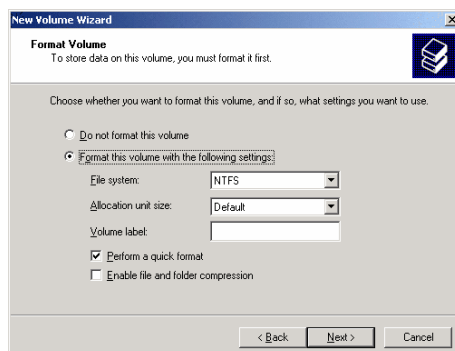 New Volume Wizard
Format Volume
To store data on this volume, you must format it first.
Choose whether you want to format this volume, and if so, what settings you want to use.
Do not format this volume
Format this volume with the following settings:
File system: NTFS
Allocation unit size: Default
Volume label:
Perform a quick format
Enable file and folder compression
< Back Next > Cancel